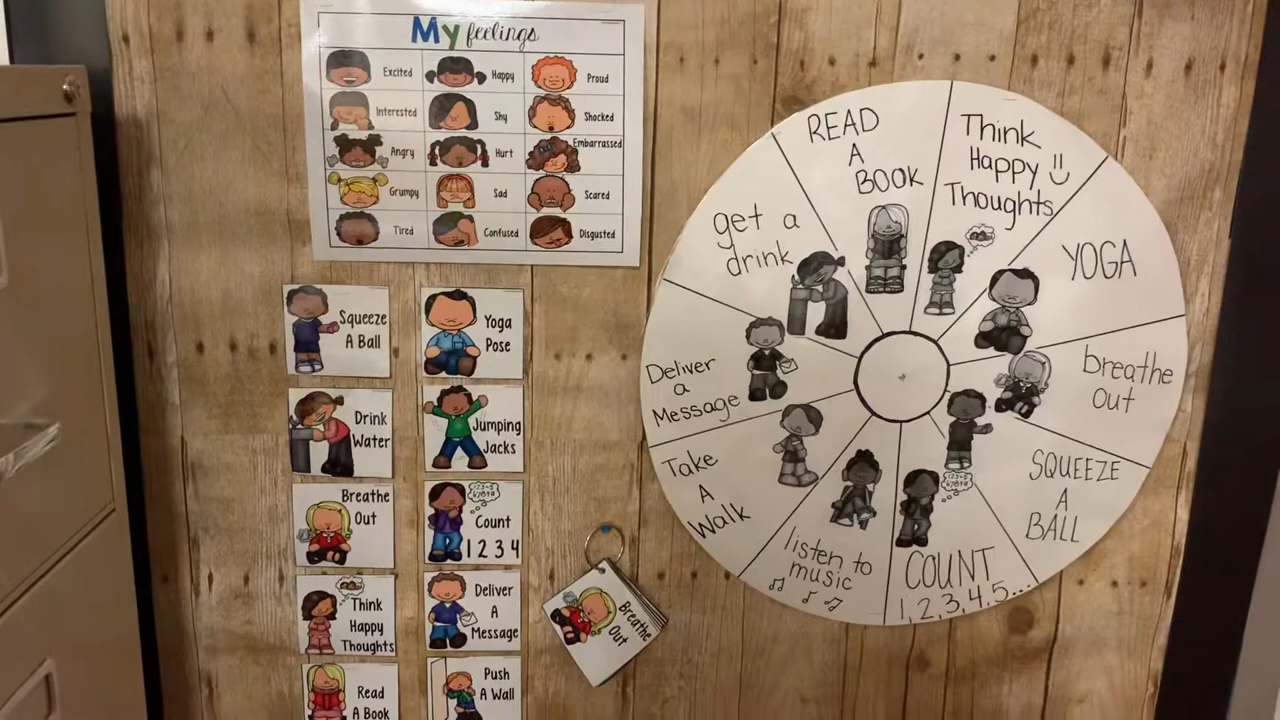 My feelings
Excited
Happy
Proud
Interested
Shy
Shocked
Angry
Hurt
Embarrassed
Grumpy
Sad
Scared
Tired
Confused
Disgusted
Squeeze
A Ball
Yoga
Pose
Drink
Water
Jumping
Jacks
Breathe
Out
Count
1 2 3 4
Think
Happy
Thoughts
Deliver
A
Message
Read
A Book
Push
A Wall
Breathe
Out
READ
A
BOOK
Think
Happy
Thoughts
YOGA
breathe
out
SQUEEZE
A
BALL
COUNT
1,2,3,4,5...
listen to
music
Take
A
Walk
Deliver
a
Message
get a
drink